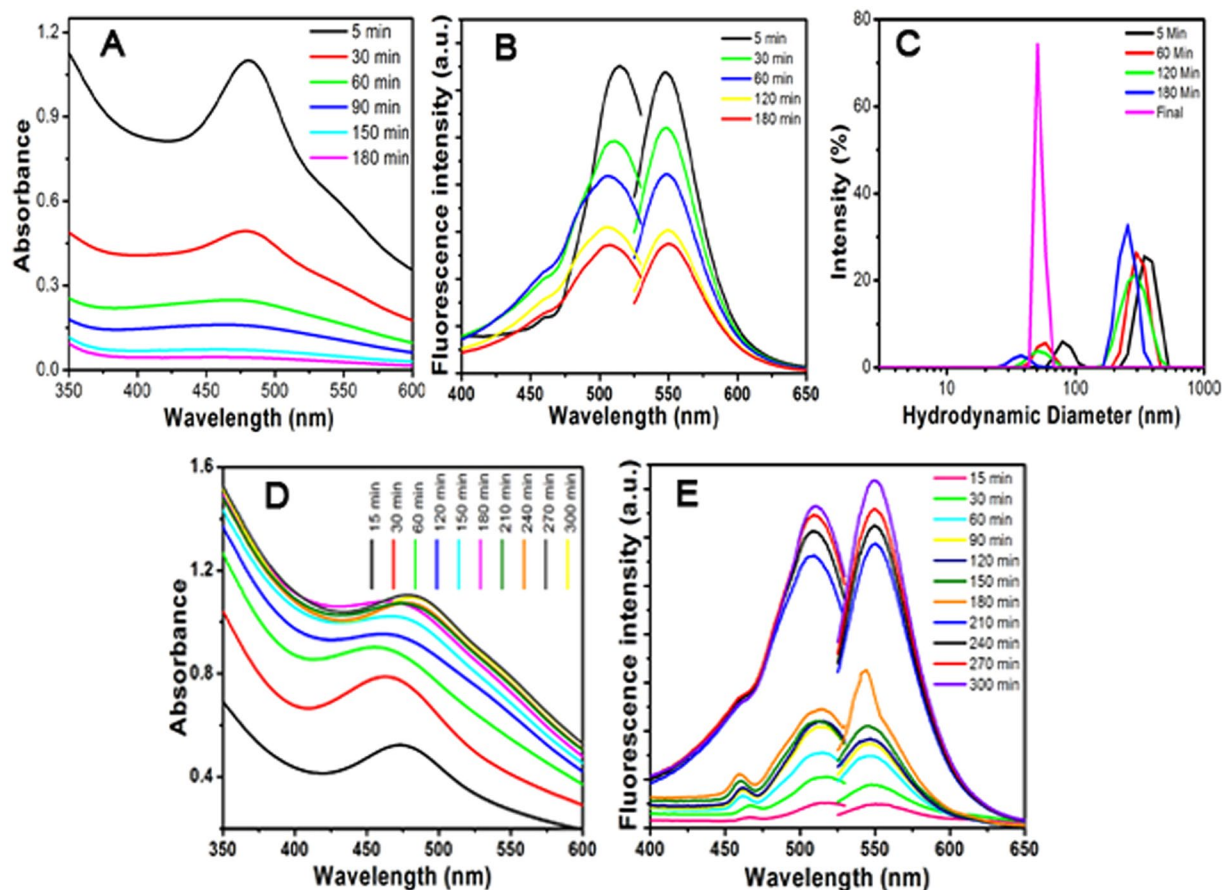 A
5 min
30 min
60 min
90 min
150 min
180 min
Absorbance
1.2
0.9
0.6
0.3
0.0
350 400 450 500 550 600
Wavelength (nm)
B
5 min
30 min
60 min
120 min
180 min
Fluorescence intensity (a.u.)
400 450 500 550 600 650
Wavelength (nm)
C
5 Min
60 Min
120 Min
180 Min
Final
Intensity (%)
80
60
40
20
0
10 100 1000
Hydrodynamic Diameter (nm)
D
15 min
30 min
60 min
120 min
150 min
180 min
210 min
240 min
270 min
300 min
Absorbance
1.6
1.2
0.8
0.4
350 400 450 500 550 600
Wavelength (nm)
E
15 min
30 min
60 min
90 min
120 min
150 min
180 min
210 min
240 min
270 min
300 min
Fluorescence intensity (a.u.)
400 450 500 550 600 650
Wavelength (nm)